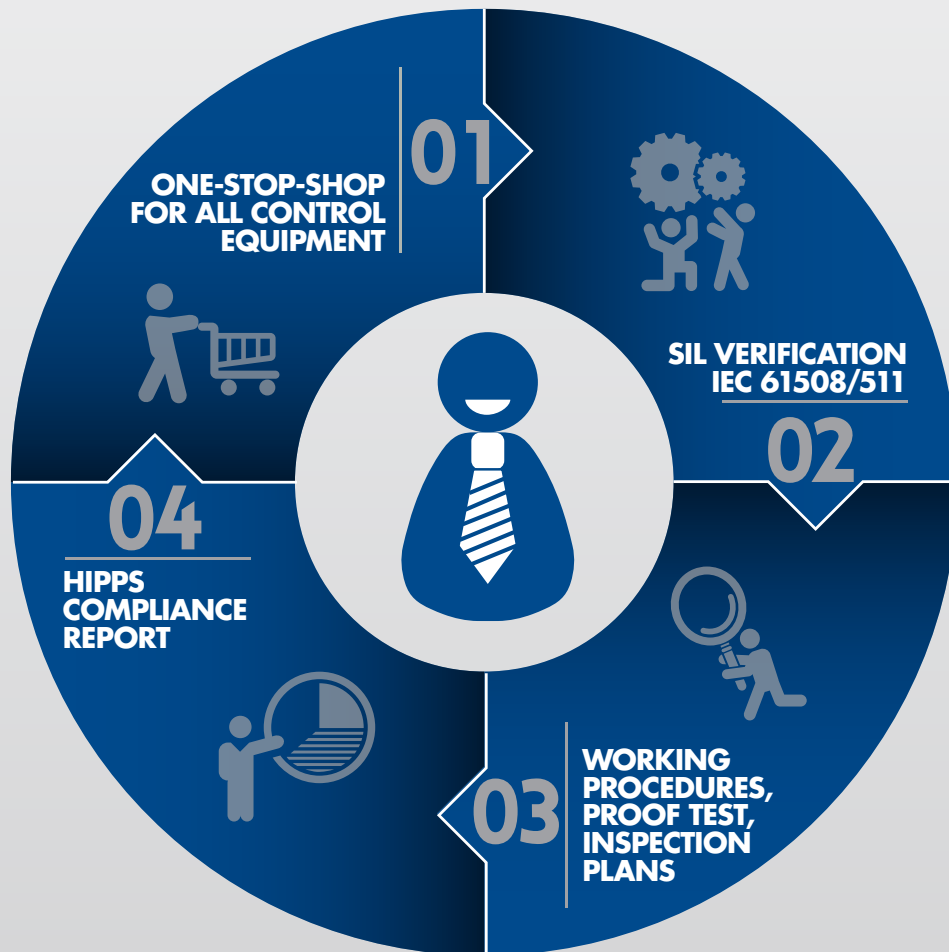 01
ONE-STOP-SHOP
FOR ALL CONTROL
EQUIPMENT
SIL VERIFICATION
IEC 61508/511
02
03
WORKING
PROCEDURES,
PROOF TEST,
INSPECTION
PLANS
04
HIPPS
COMPLIANCE
REPORT